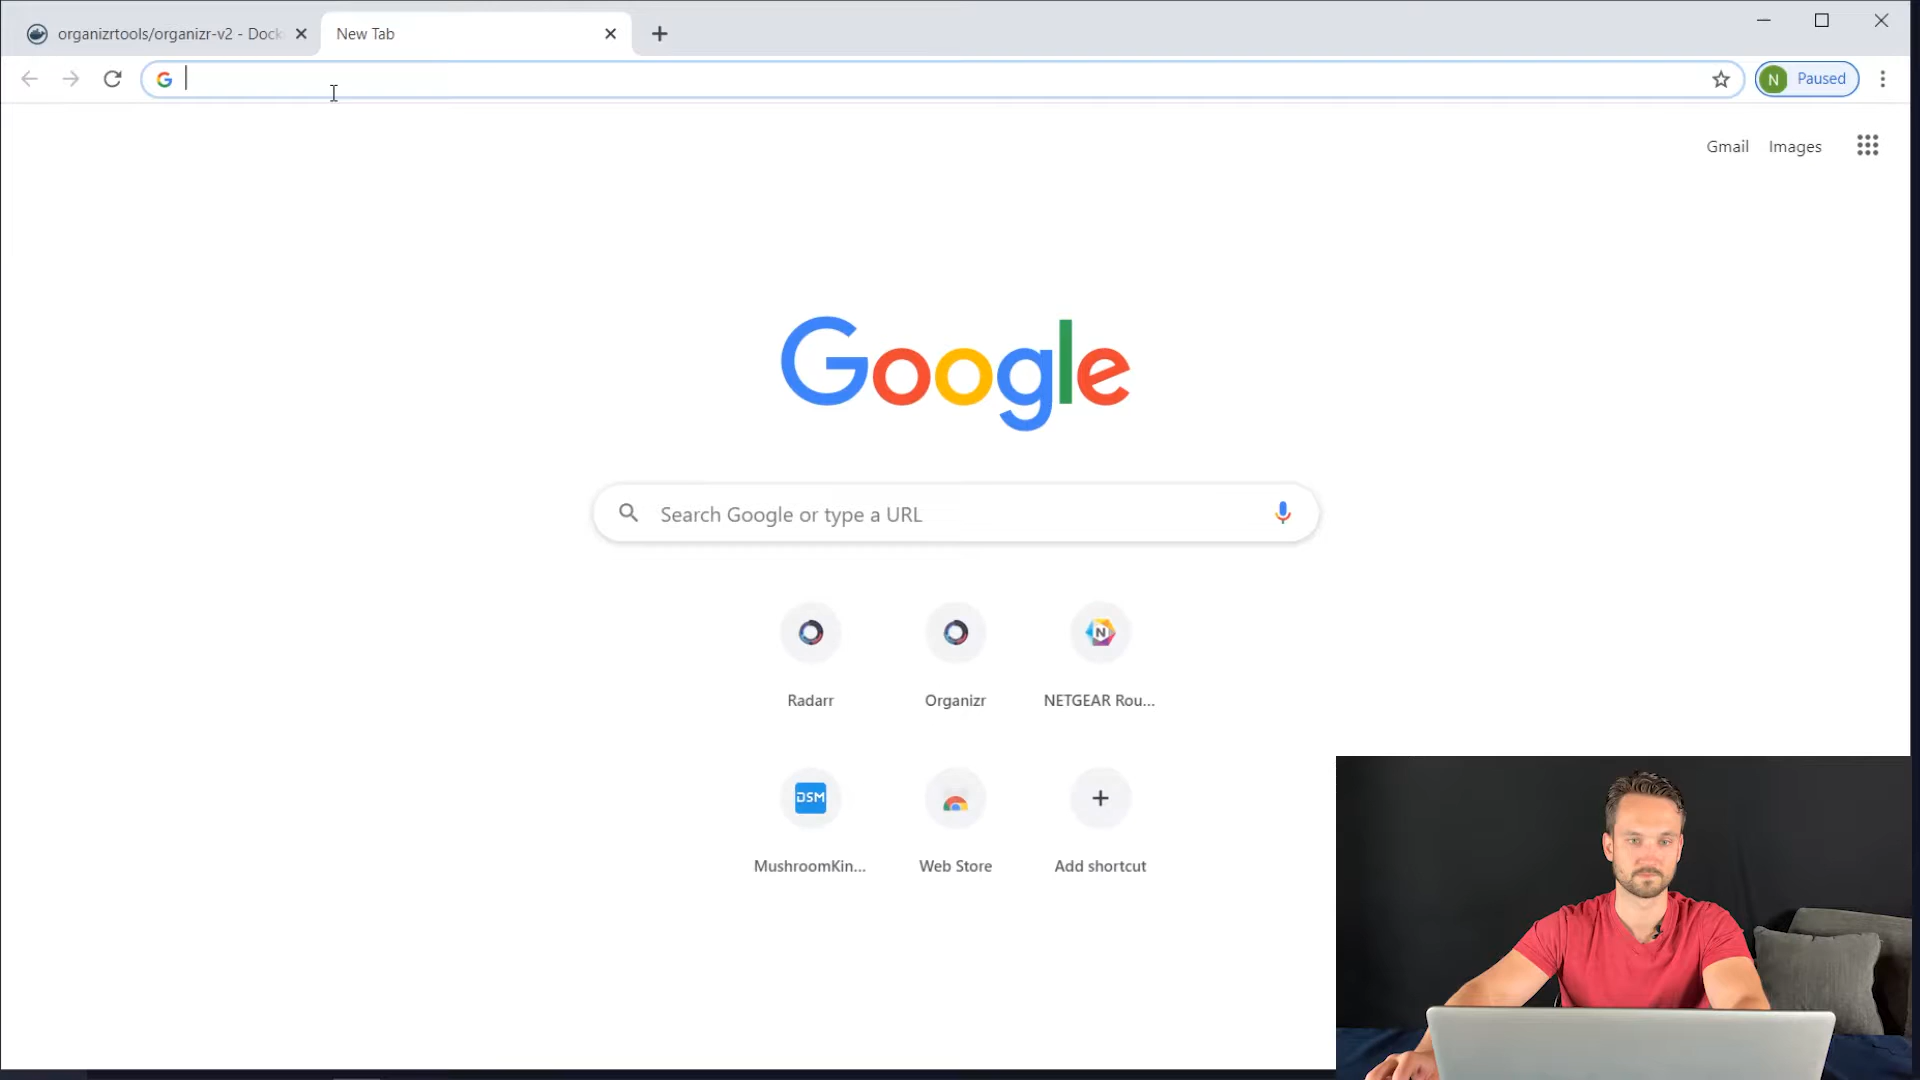 organizrtools/organizr-v2 - Dock
New Tab
N Paused
Gmail Images
Google
Search Google or type a URL
Radarr
Organizr
N
NETGEAR Rou...
DSM
MushroomKin...
Web Store
Add shortcut